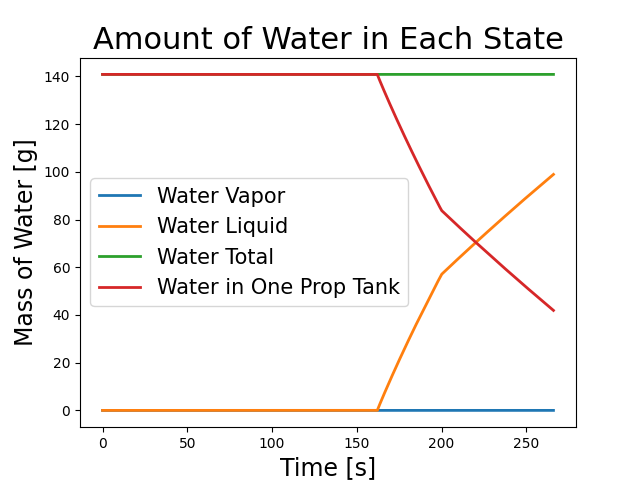 Amount of Water in Each State
Mass of Water [g]
140
120
100
80
60
40
20
0
Water Vapor
Water Liquid
Water Total
Water in One Prop Tank
0 50 100 150 200 250
Time [s]